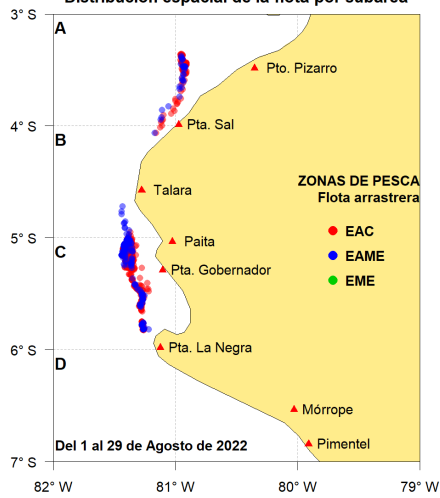 Distribución espacial de la flota por subárea
3° S
A
Pto. Pizarro
4° S
Pta. Sal
B
Talara
ZONAS DE PESCA
Flota arrastrera
EAC
5° S
Paita
C
EAME
Pta. Gobernador
EME
6° S
Pta. La Negra
D
Mórrope
Del 1 al 29 de Agosto de 2022
Pimentel
7° S
82° W
81° W
80° W
79° W